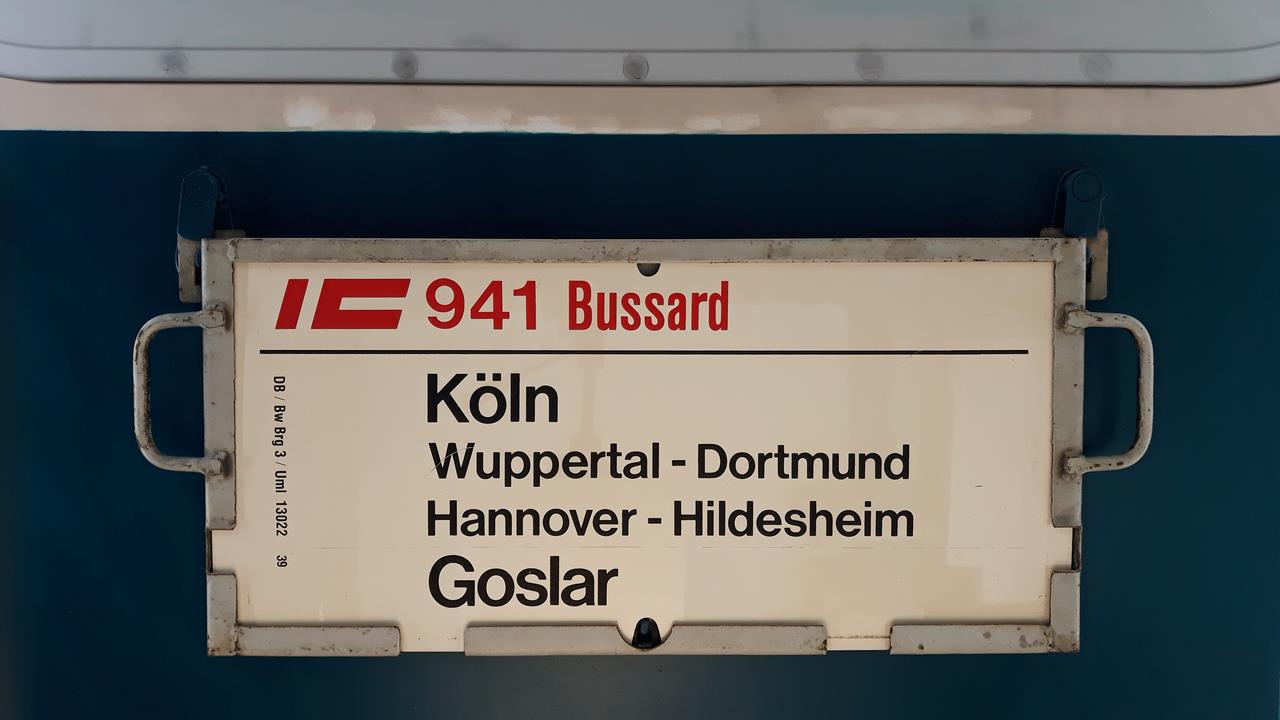 IC 941 Bussard
Köln
Wuppertal - Dortmund
Hannover - Hildesheim
Goslar
DB / Bw Brg 3 / Uml 13022 39